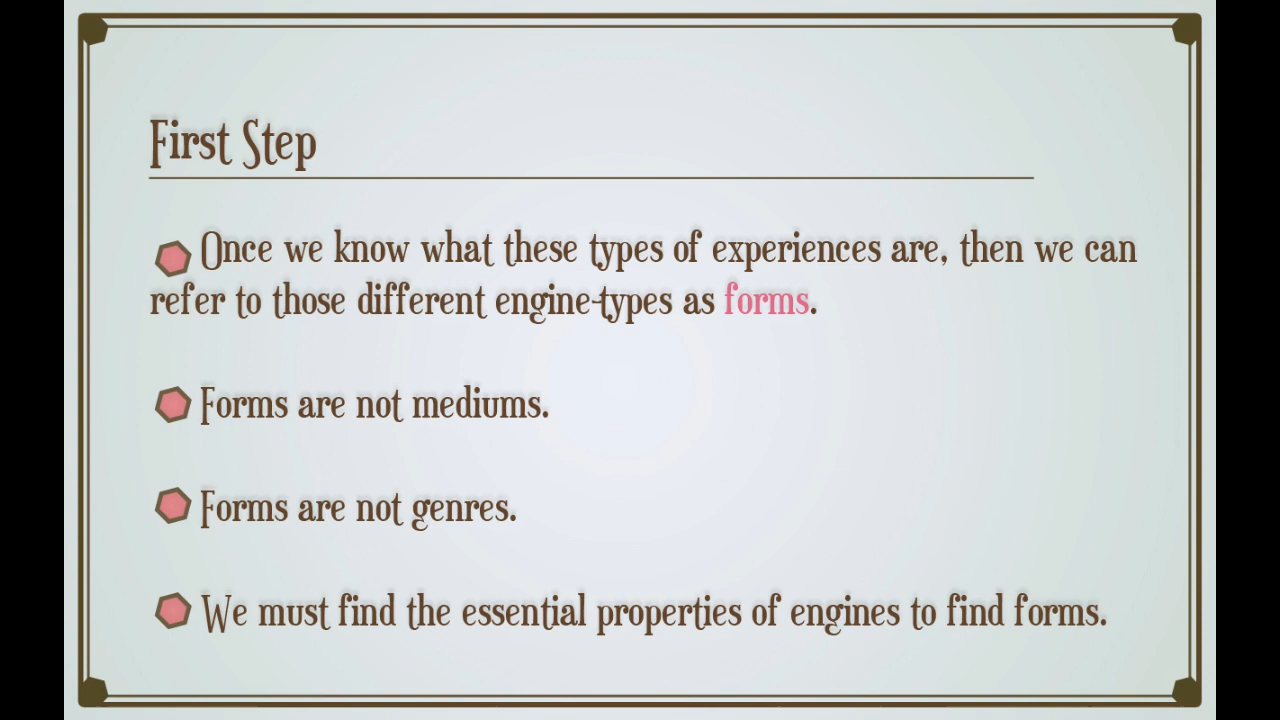 First Step
Once we know what these types of experiences are, then we can
refer to those different engine-types as forms.
Forms are not mediums.
Forms are not genres.
We must find the essential properties of engines to find forms.